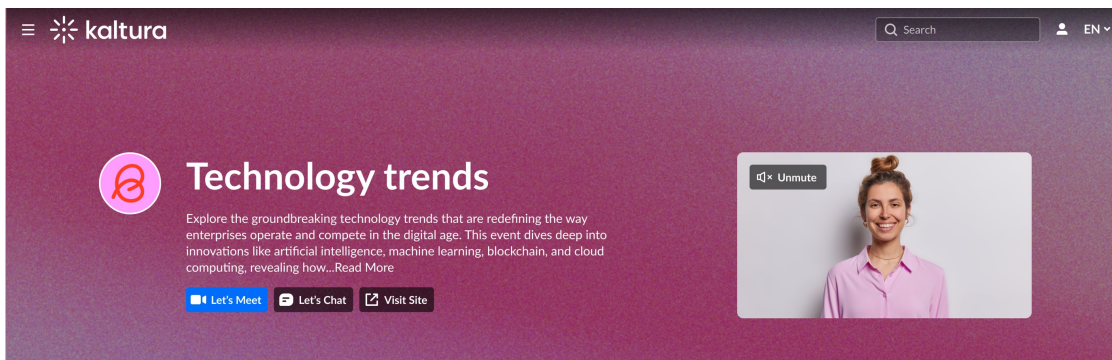 kaltura
Search
EN
Technology trends
Unmute
Explore the groundbreaking technology trends that are redefining the way
enterprises operate and compete in the digital age. This event dives deep into
innovations like artificial intelligence, machine learning, blockchain, and cloud
computing, revealing how...Read More
Let's Meet
Let's Chat
Visit Site